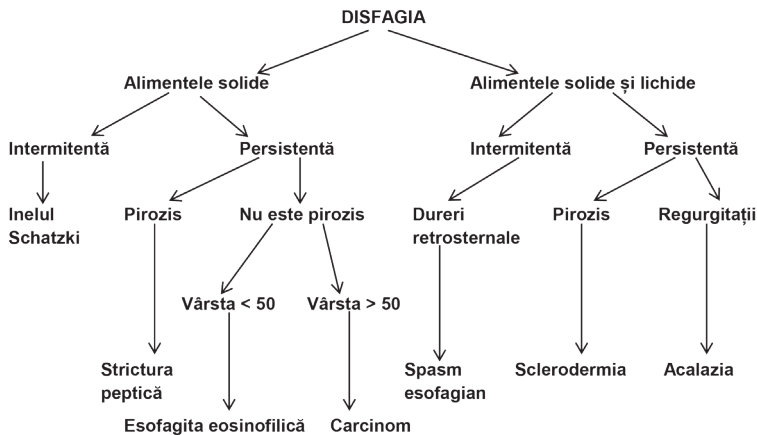 DISFAGIA
Alimentele solide
Alimentele solide și lichide
Intermitentă
Persistentă
Intermitentă
Persistentă
Inelul
Schatzki
Pirozis
Nu este pirozis
Dureri
retrosternale
Pirozis
Regurgitații
Vârsta < 50
Vârsta > 50
Strictura
peptică
Spasm
esofagian
Sclerodermia
Acalazia
Esofagita eosinofilică
Carcinom